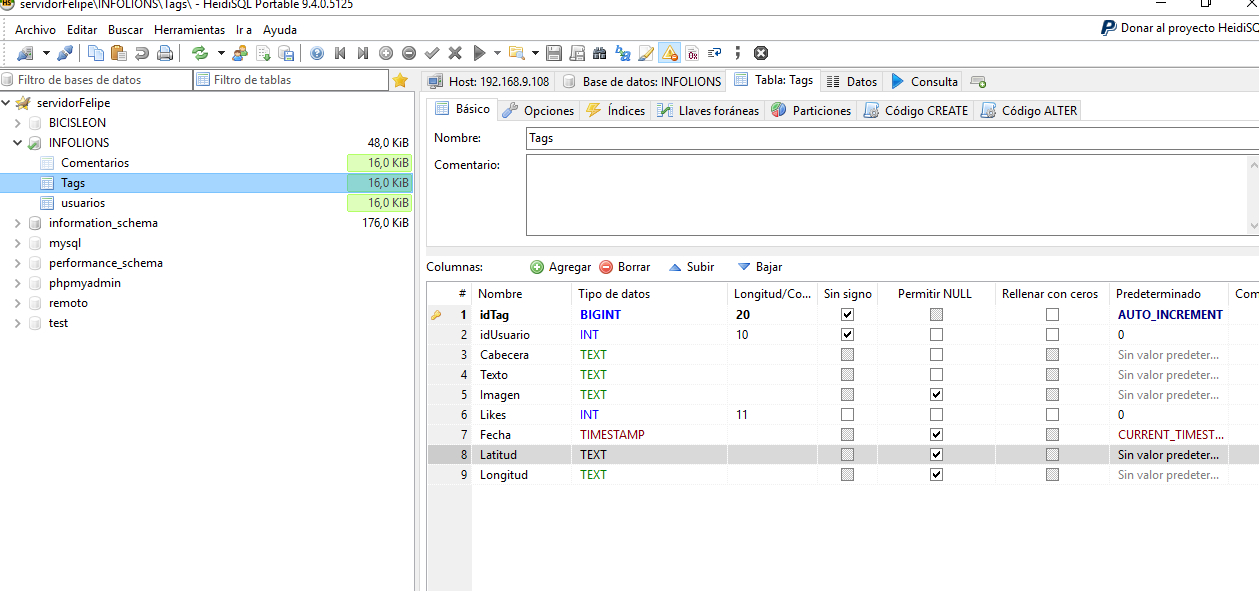 servidorFelipe\INFOLIONS\Tags\ - HeidiSQL Portable 9.4.0.5125
Archivo Editar Buscar Herramientas Ir a Ayuda
Donar al proyecto HeidiSQ
Filtro de bases de datos
Filtro de tablas
Host: 192.168.9.108
Base de datos: INFOLIONS
Tabla: Tags
Datos
Consulta
servidorFelipe
BICISLEON
INFOLIONS 48,0 KiB
Comentarios 16,0 KiB
Tags 16,0 KiB
usuarios 16,0 KiB
information_schema 176,0 KiB
mysql
performance_schema
phpmyadmin
remoto
test
Básico Opciones Índices Llaves foráneas Particiones Código CREATE Código ALTER
Nombre: Tags
Comentario:
Columnas: Agregar Borrar Subir Bajar
# Nombre Tipo de datos Longitud/Co... Sin signo Permitir NULL Rellenar con ceros Predeterminado Com
1 idTag BIGINT 20 AUTO_INCREMENT
2 idUsuario INT 10 0
3 Cabecera TEXT Sin valor predeter...
4 Texto TEXT Sin valor predeter...
5 Imagen TEXT Sin valor predeter...
6 Likes INT 11 0
7 Fecha TIMESTAMP CURRENT_TIMEST...
8 Latitud TEXT Sin valor predeter...
9 Longitud TEXT Sin valor predeter...